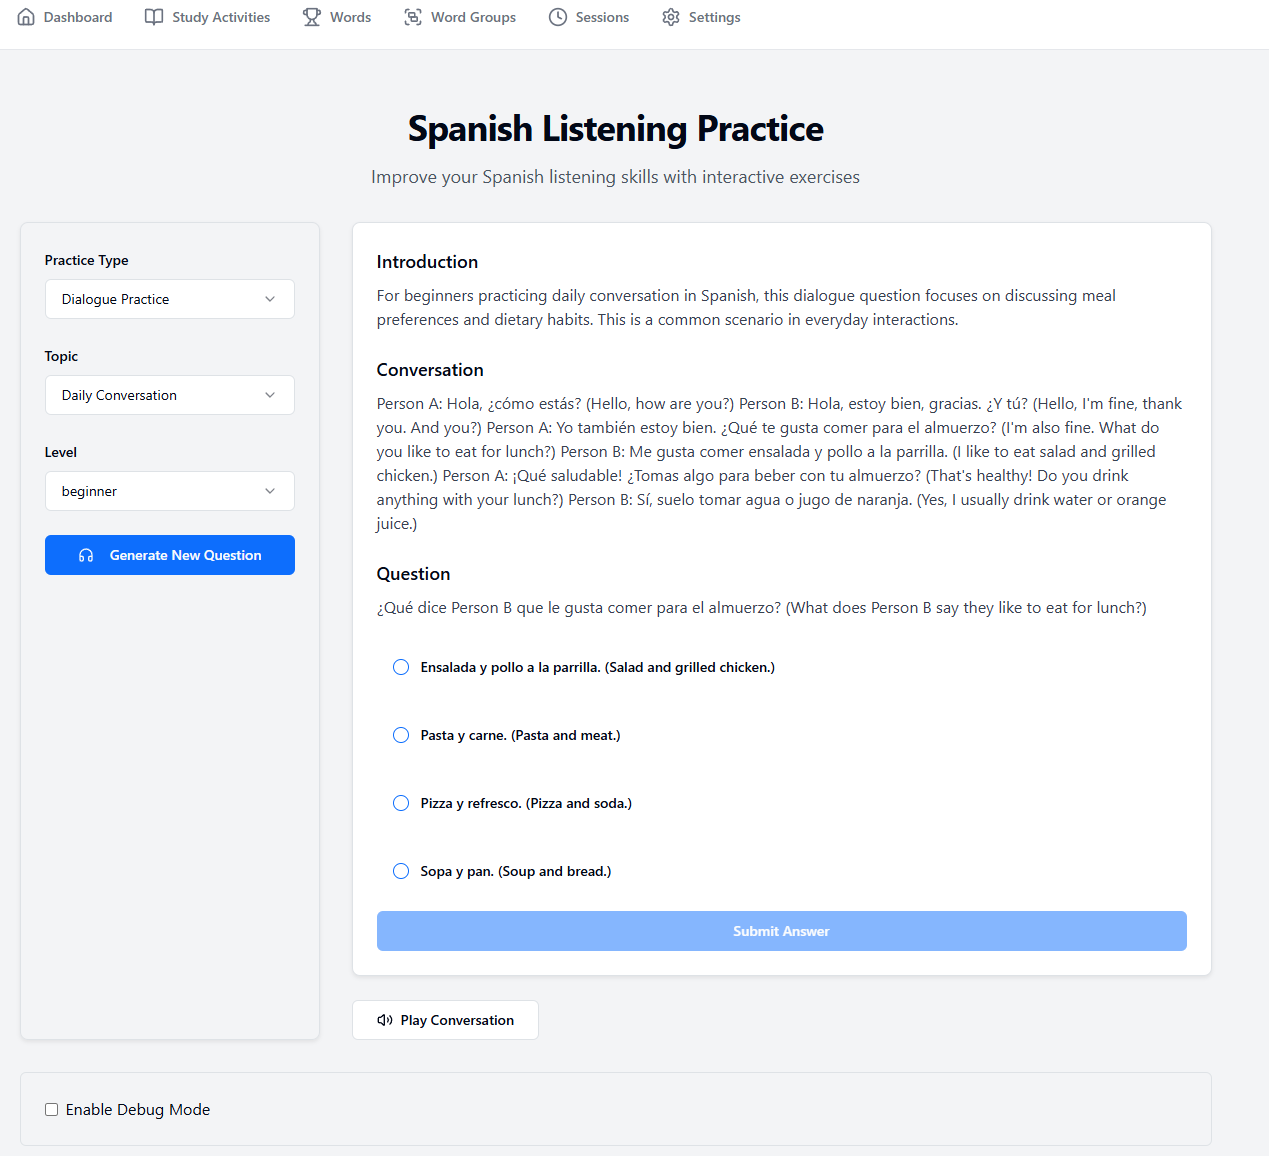 Dashboard Study Activities Words Word Groups Sessions Settings
Spanish Listening Practice
Improve your Spanish listening skills with interactive exercises
Practice Type
Dialogue Practice
Topic
Daily Conversation
Level
beginner
Generate New Question
Introduction
For beginners practicing daily conversation in Spanish, this dialogue question focuses on discussing meal
preferences and dietary habits. This is a common scenario in everyday interactions.
Conversation
Person A: Hola, ¿cómo estás? (Hello, how are you?) Person B: Hola, estoy bien, gracias. ¿Y tú? (Hello, I'm fine, thank
you. And you?) Person A: Yo también estoy bien. ¿Qué te gusta comer para el almuerzo? (I'm also fine. What do
you like to eat for lunch?) Person B: Me gusta comer ensalada y pollo a la parrilla. (I like to eat salad and grilled
chicken.) Person A: ¡Qué saludable! ¿Tomas algo para beber con tu almuerzo? (That's healthy! Do you drink
anything with your lunch?) Person B: Sí, suelo tomar agua o jugo de naranja. (Yes, I usually drink water or orange
juice.)
Question
¿Qué dice Person B que le gusta comer para el almuerzo? (What does Person B say they like to eat for lunch?)
Ensalada y pollo a la parrilla. (Salad and grilled chicken.)
Pasta y carne. (Pasta and meat.)
Pizza y refresco. (Pizza and soda.)
Sopa y pan. (Soup and bread.)
Submit Answer
Play Conversation
Enable Debug Mode